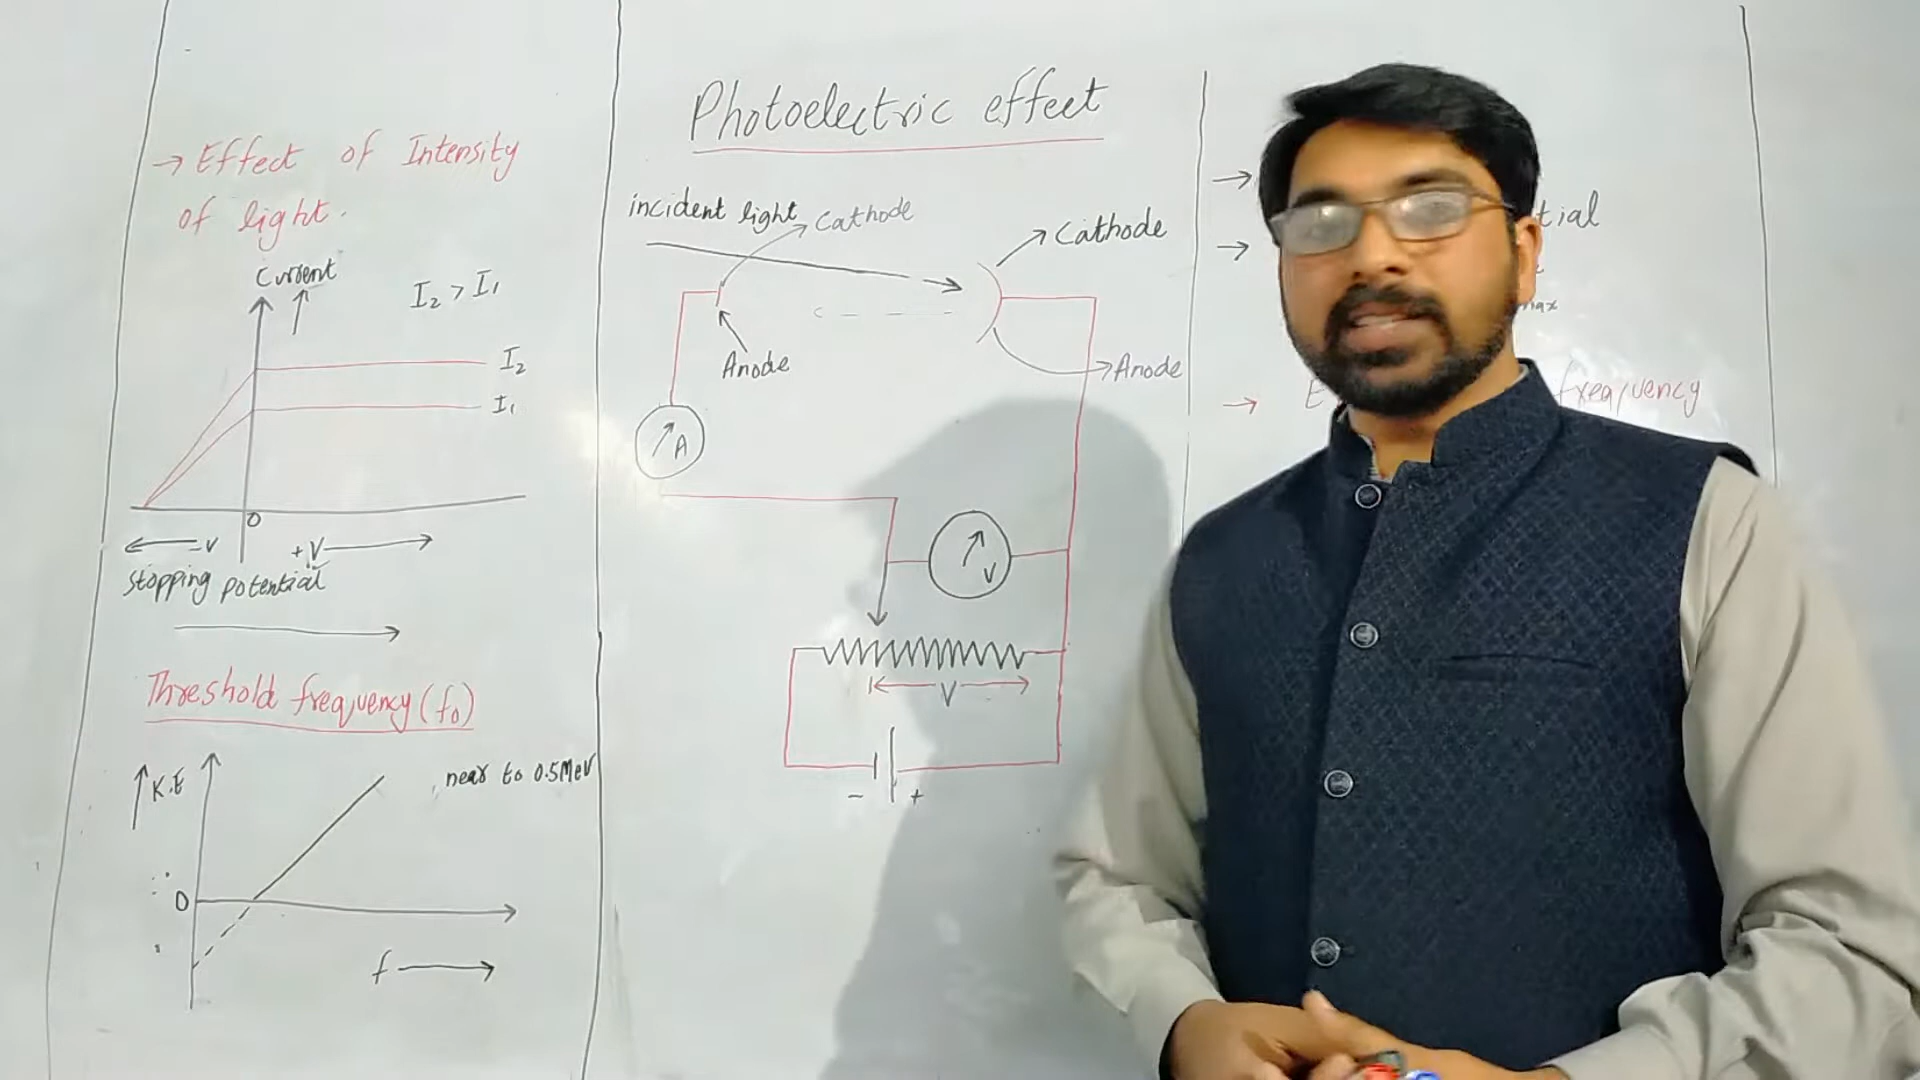 → Effect of Intensity
of light.
Current
I₂ > I₁
I₂
I₁
0
-V
+V
Stopping potential
Threshold frequency (f₀)
K.E
near to 0.5MeV
0
f
Photoelectric effect
incident light
Cathode
Cathode
Anode
Anode
A
V
V
- +
→
tial
→
max
→ E
frequency